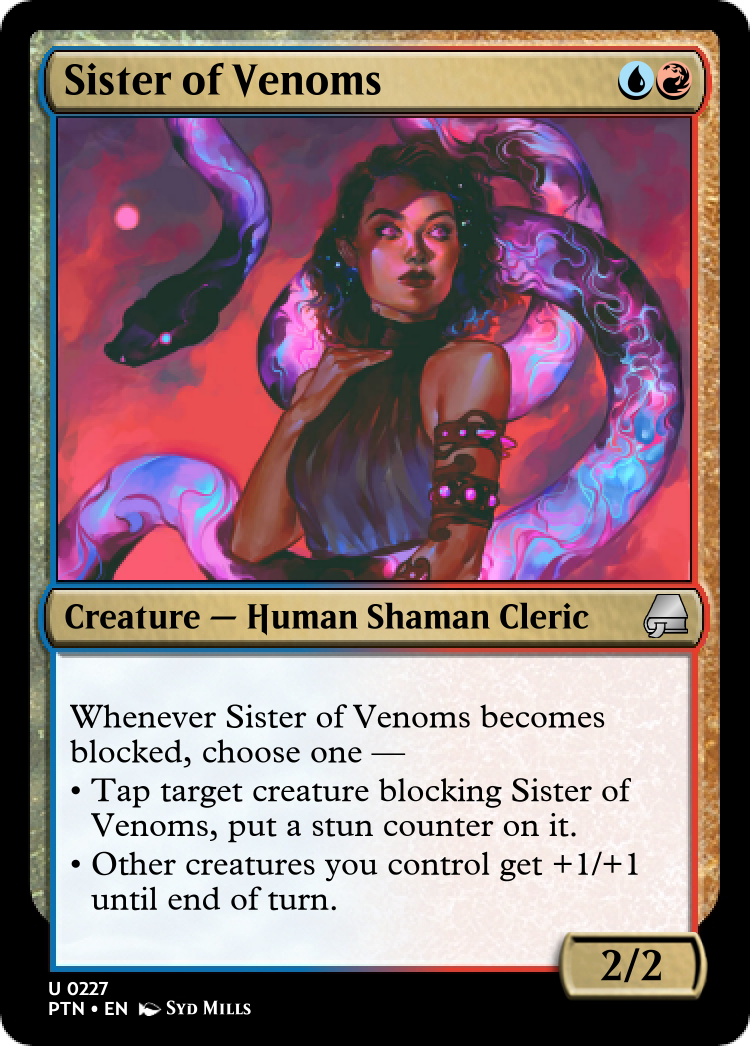 Sister of Venoms
Creature — Human Shaman Cleric
Whenever Sister of Venoms becomes
blocked, choose one —
• Tap target creature blocking Sister of
Venoms, put a stun counter on it.
• Other creatures you control get +1/+1
until end of turn.
2/2
U 0227
PTN • EN Syd Mills